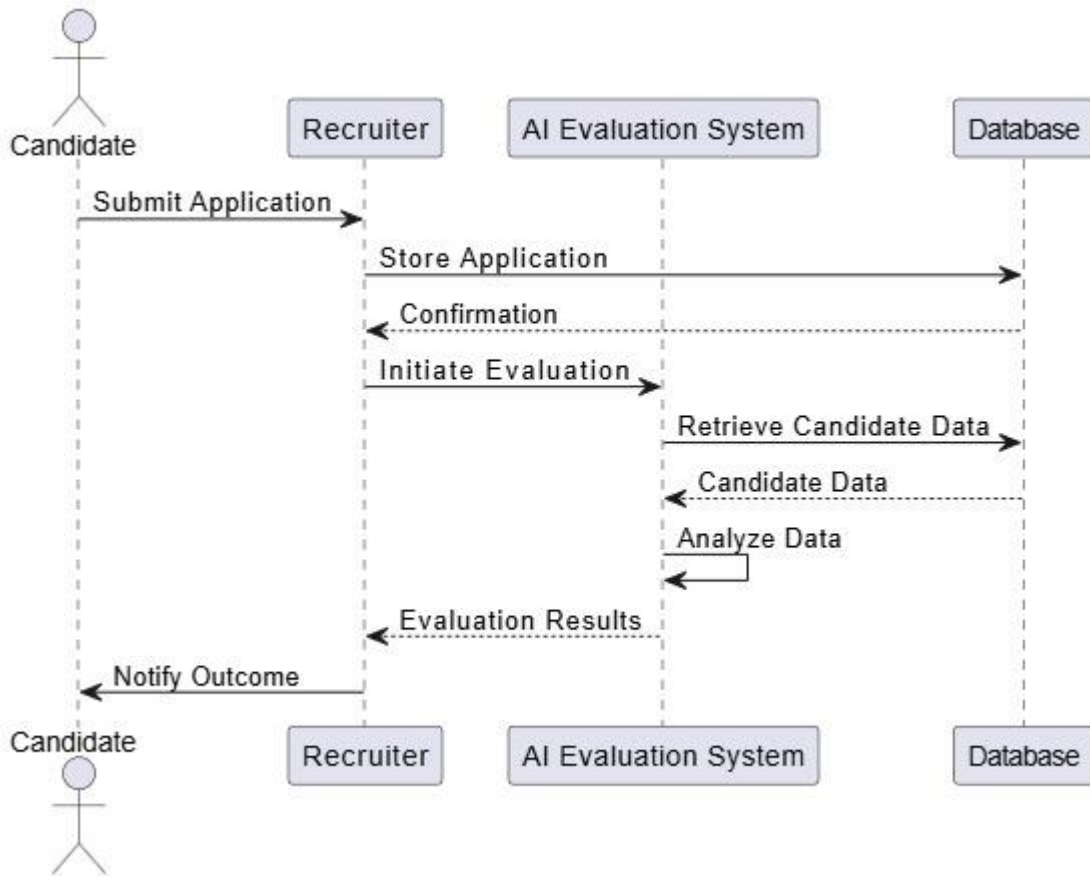 Candidate
Recruiter
AI Evaluation System
Database
Submit Application
Store Application
Confirmation
Initiate Evaluation
Retrieve Candidate Data
Candidate Data
Analyze Data
Evaluation Results
Notify Outcome
Candidate
Recruiter
AI Evaluation System
Database